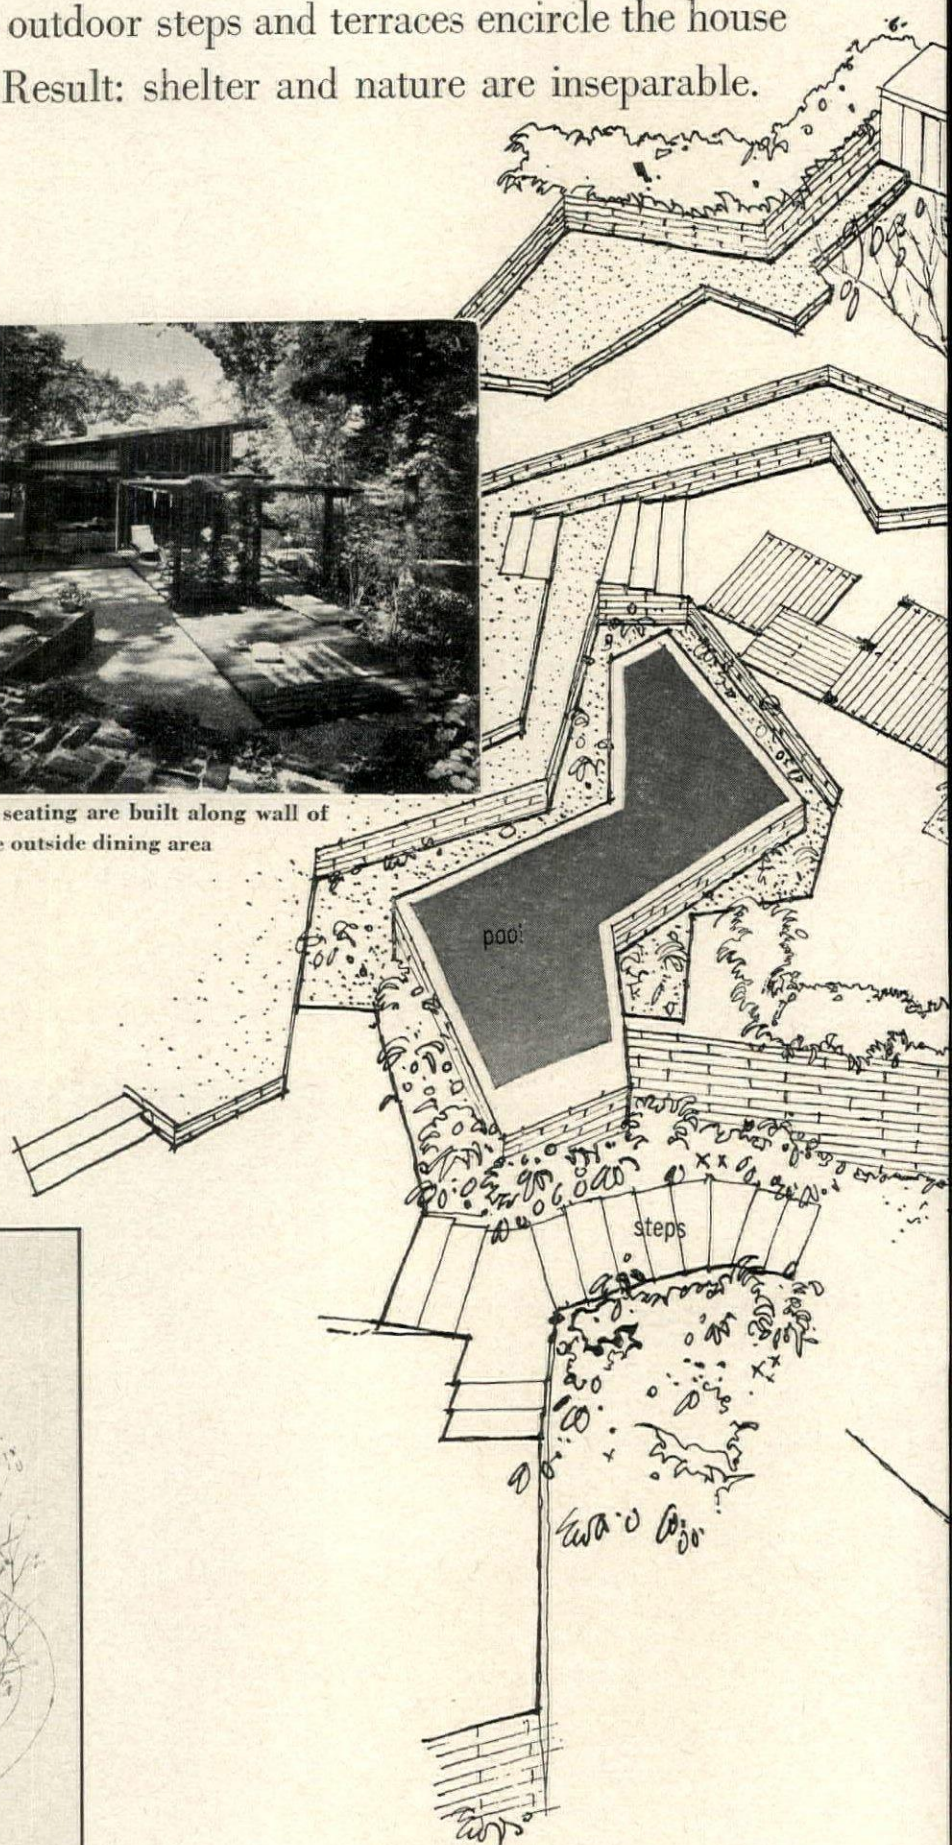 outdoor steps and terraces encircle the house
Result: shelter and nature are inseparable.
seating are built along wall of
outside dining area
pool
steps